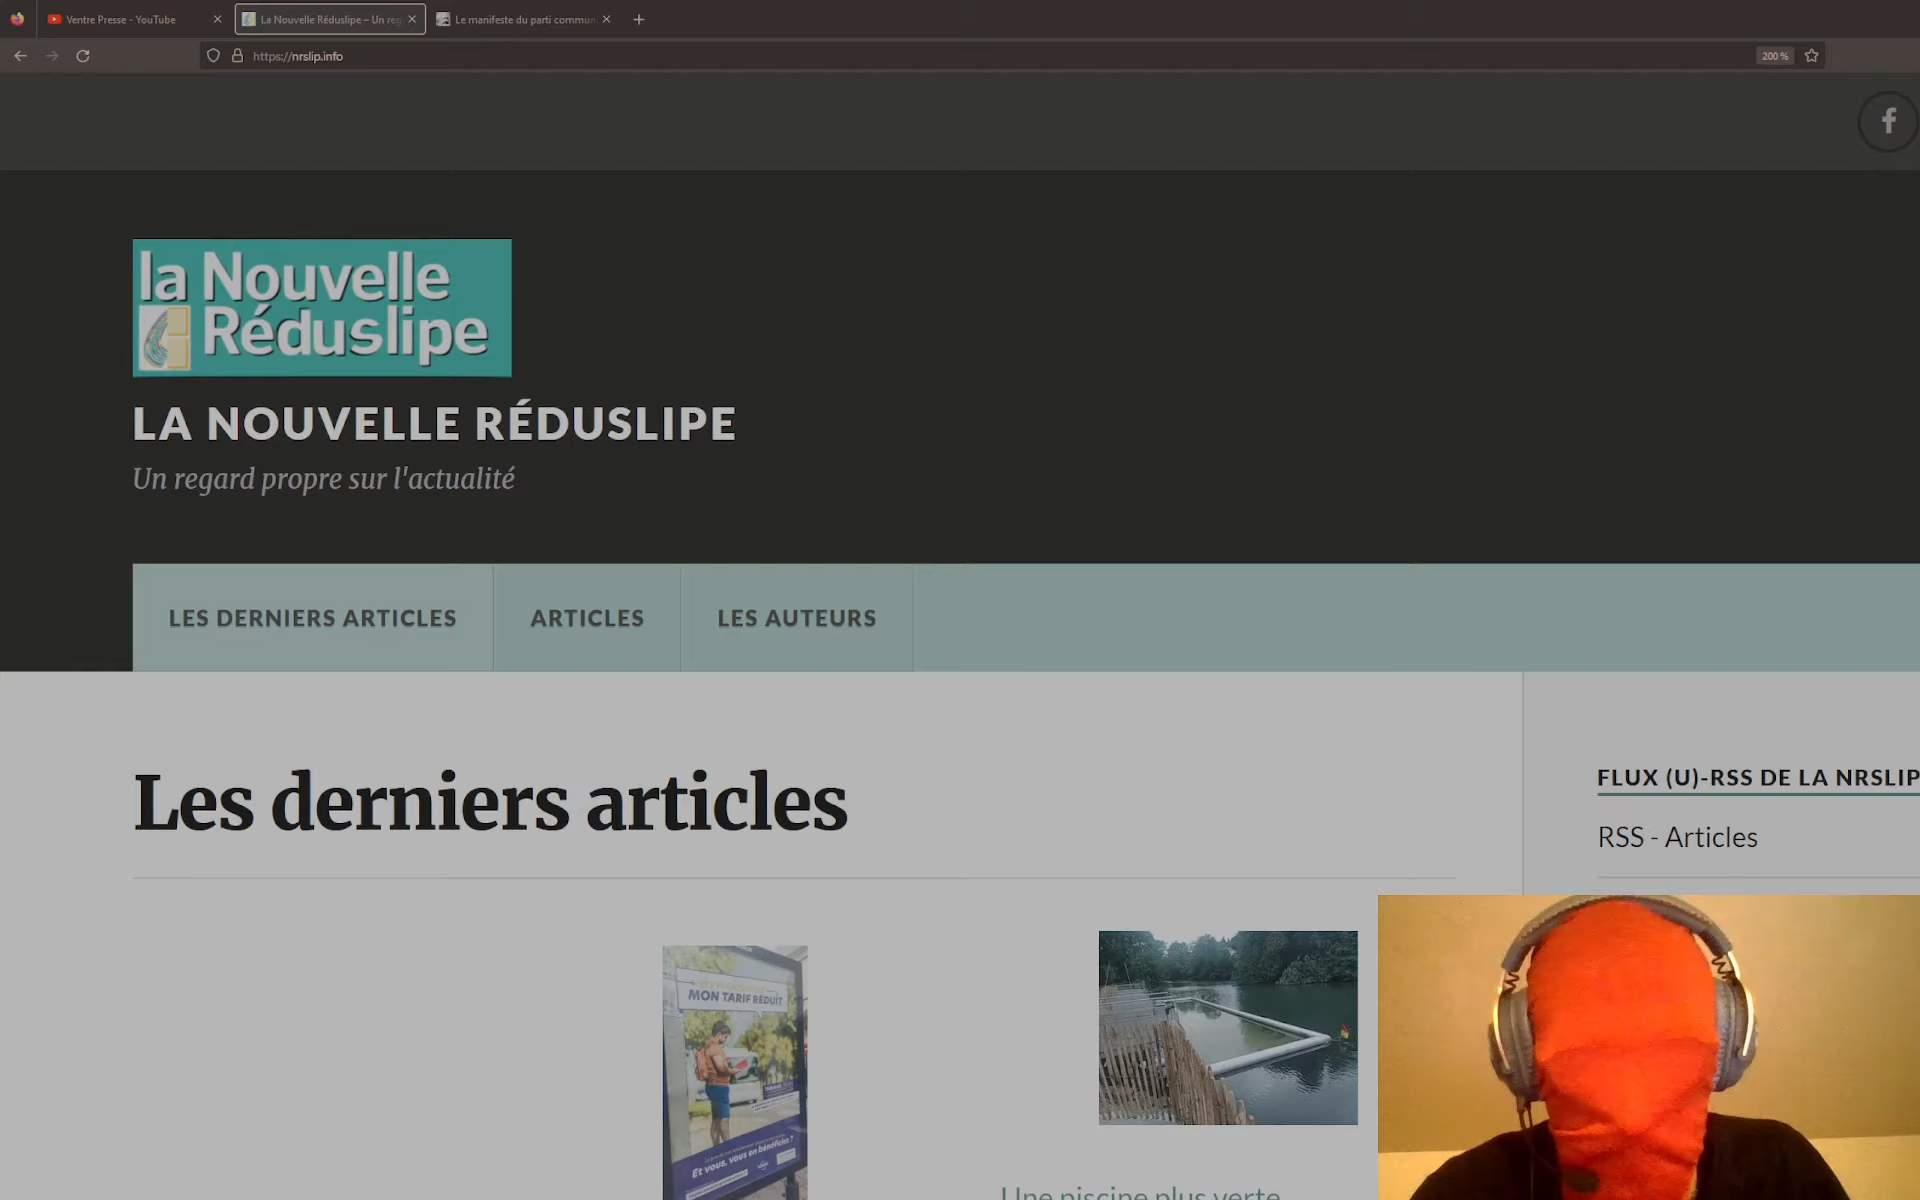 Ventre Presse - YouTube
La Nouvelle Réduslipe – Un reg
Le manifeste du parti commun
https://nrslip.info
200 %
la Nouvelle
Réduslipe
LA NOUVELLE RÉDUSLIPE
Un regard propre sur l'actualité
LES DERNIERS ARTICLES
ARTICLES
LES AUTEURS
Les derniers articles
FLUX (U)-RSS DE LA NRSLIP
RSS - Articles
MON TARIF RÉDUIT
Et vous, vous en bénéficiez ?
Une piscine plus verte